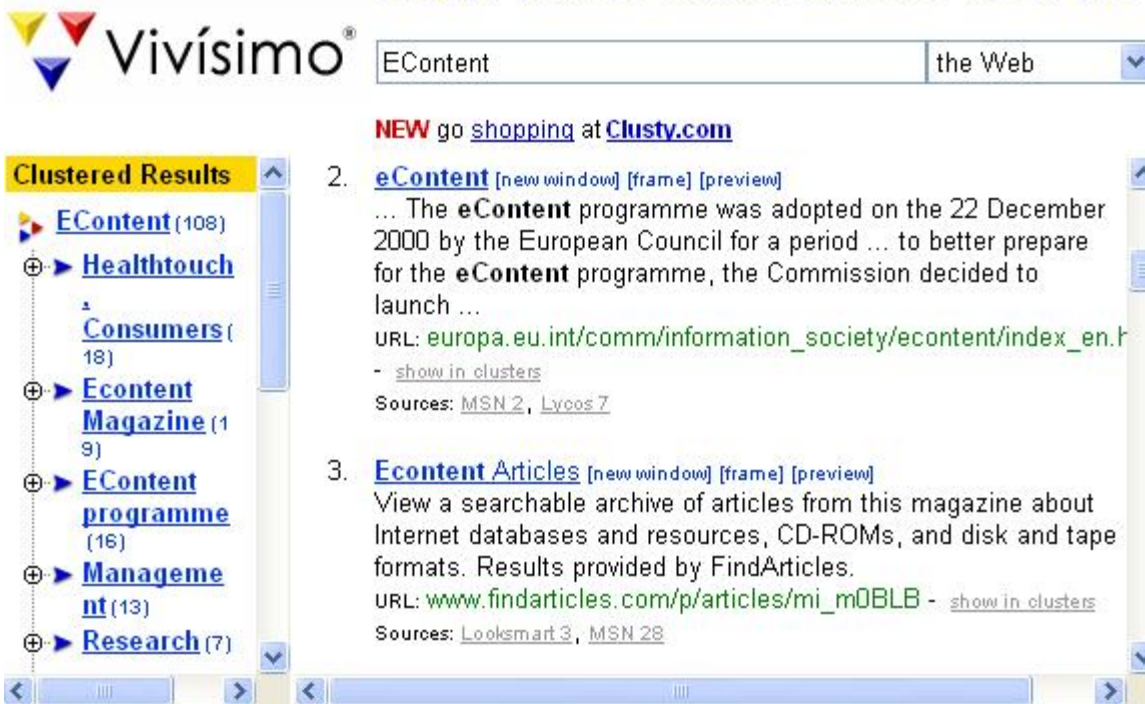 Vivísimo®
EContent
the Web
NEW go shopping at Clusty.com
Clustered Results
EContent (108)
Healthtouch
,
Consumers (
18)
Econtent
Magazine (1
9)
EContent
programme
(16)
Manageme
nt (13)
Research (7)
2. eContent [new window] [frame] [preview]
... The eContent programme was adopted on the 22 December
2000 by the European Council for a period ... to better prepare
for the eContent programme, the Commission decided to
launch ...
URL: europa.eu.int/comm/information_society/econtent/index_en.h
- show in clusters
Sources: MSN 2, Lycos 7
3. Econtent Articles [new window] [frame] [preview]
View a searchable archive of articles from this magazine about
Internet databases and resources, CD-ROMs, and disk and tape
formats. Results provided by FindArticles.
URL: www.findarticles.com/p/articles/mi_m0BLB - show in clusters
Sources: Looksmart 3, MSN 28